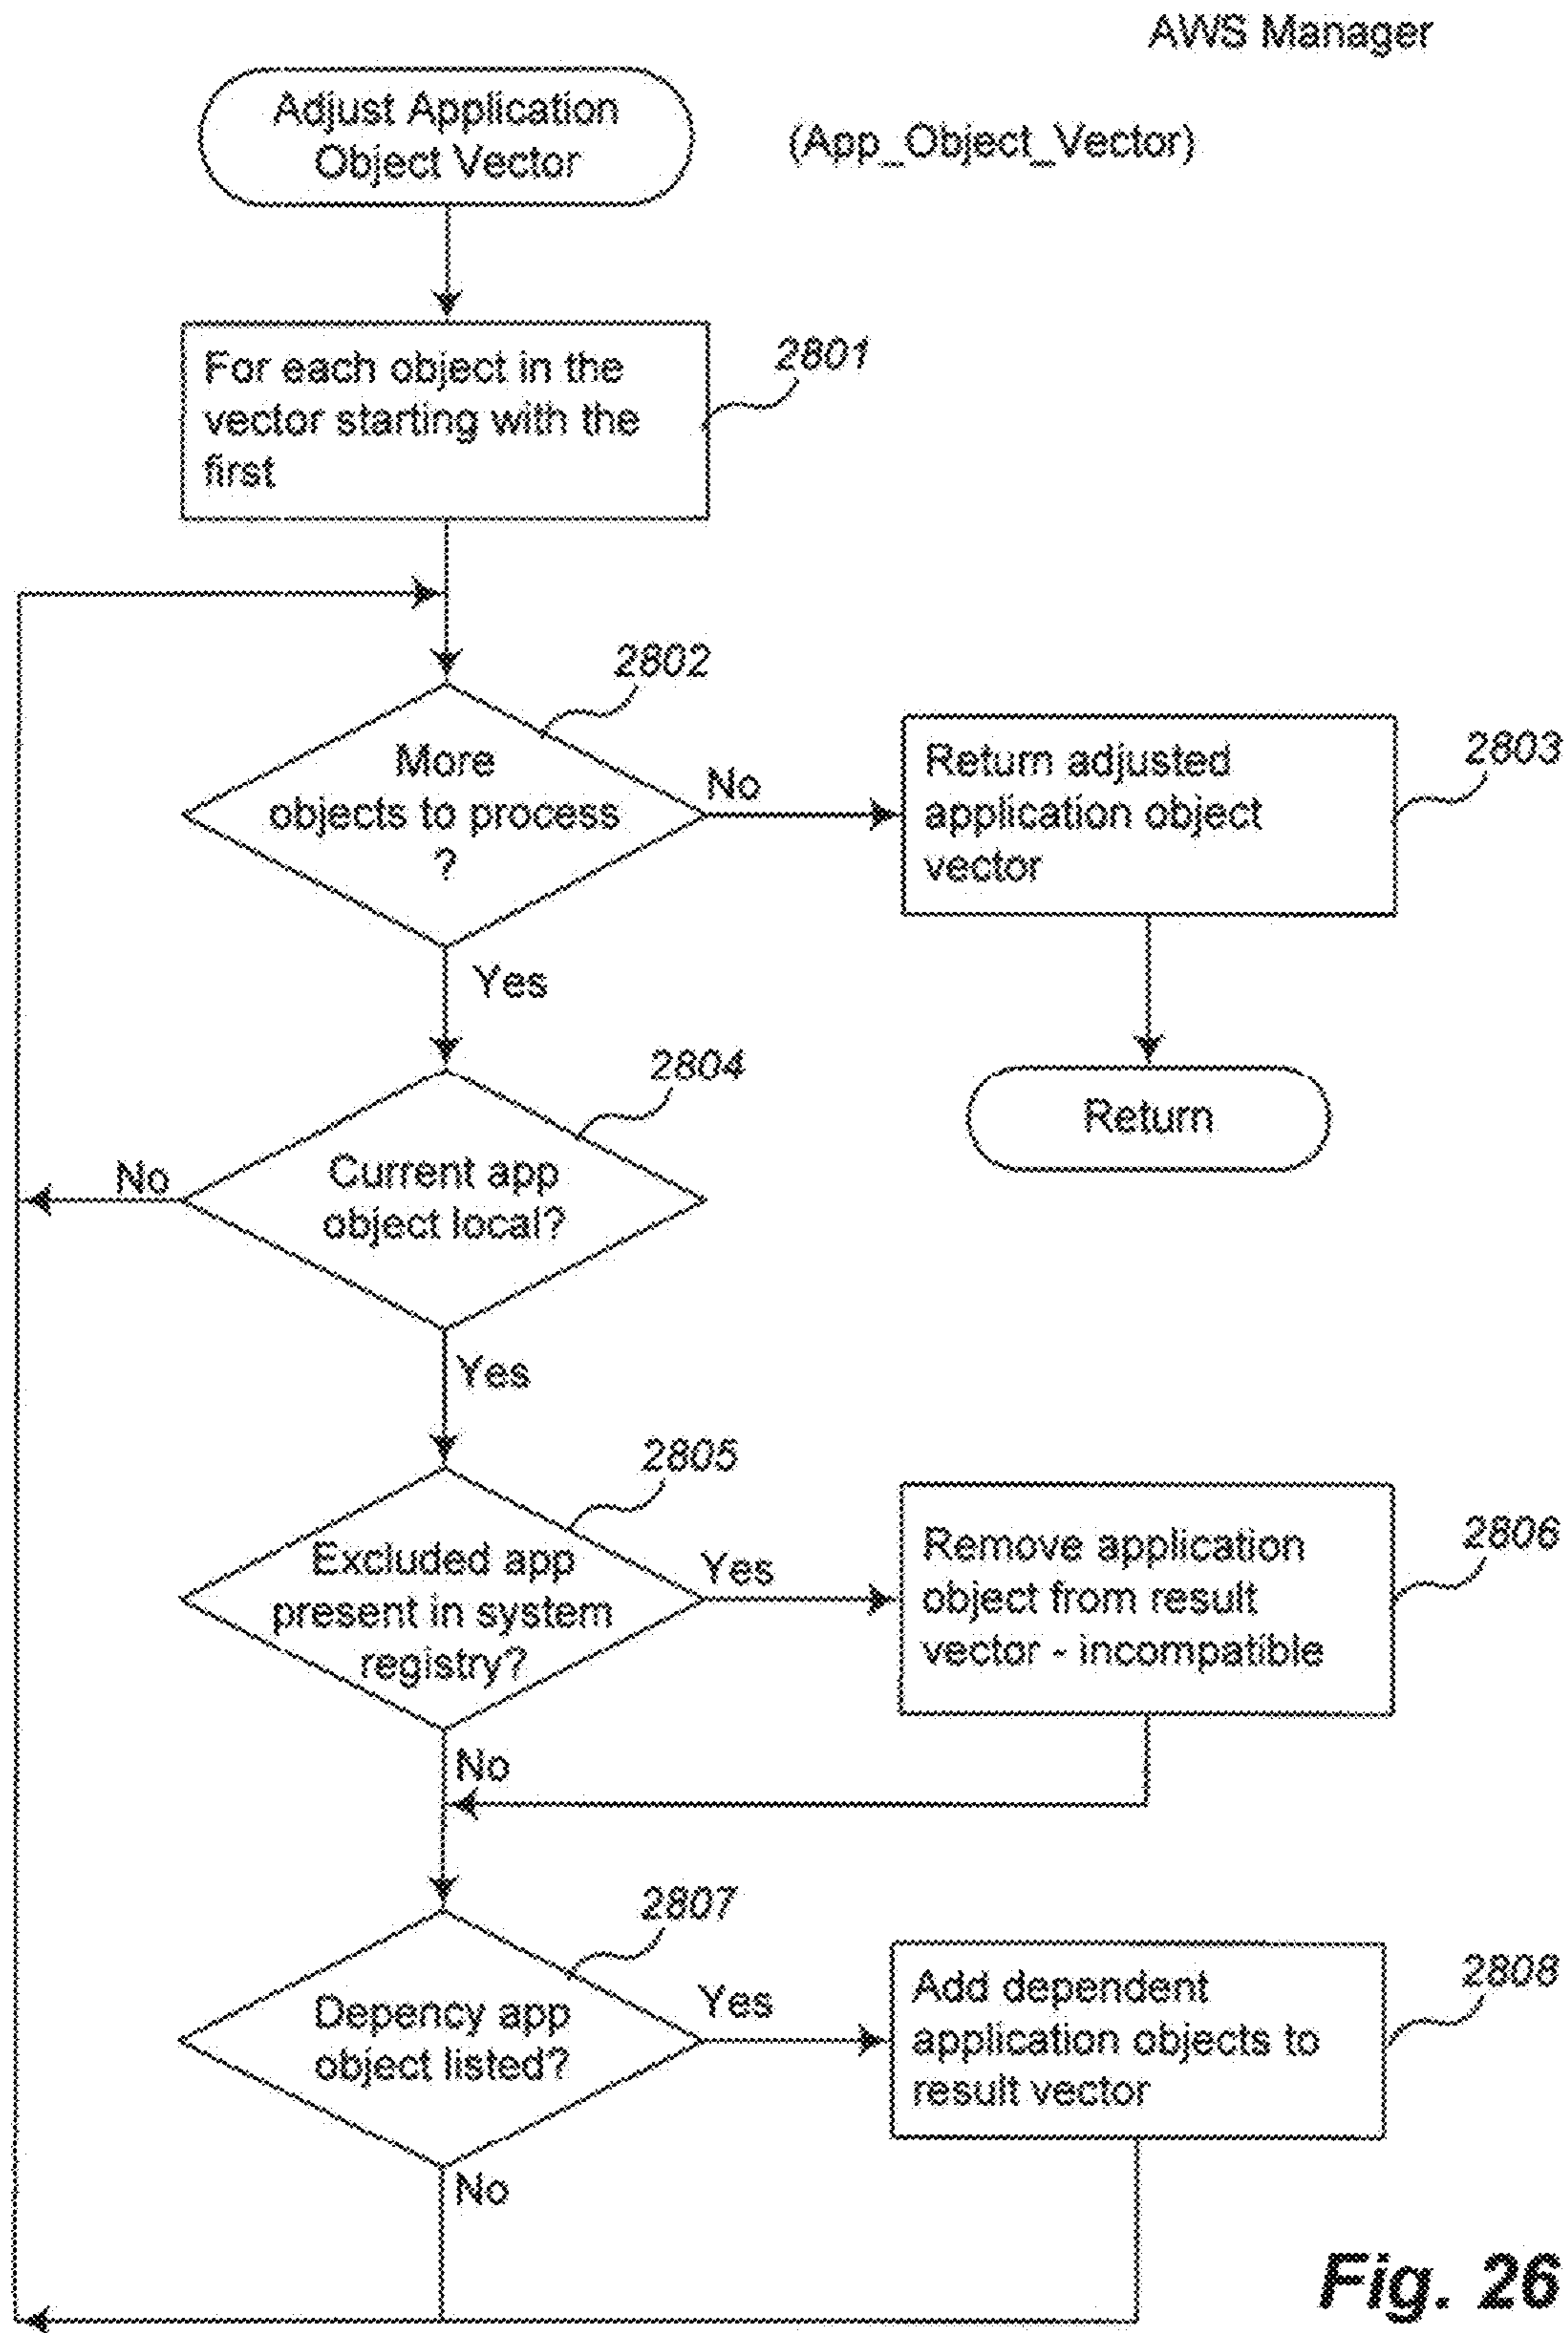 AWS Manager
Adjust Application
Object Vector
(App_Object_Vector)
2801
For each object in the
vector starting with the
first
2802
More
objects to process
?
No
2803
Return adjusted
application object
vector
Yes
Return
2804
Current app
object local?
No
Yes
2805
Excluded app
present in system
registry?
Yes
2806
Remove application
object from result
vector - incompatible
No
2807
Depency app
object listed?
Yes
2808
Add dependent
application objects to
result vector
No
Fig. 26